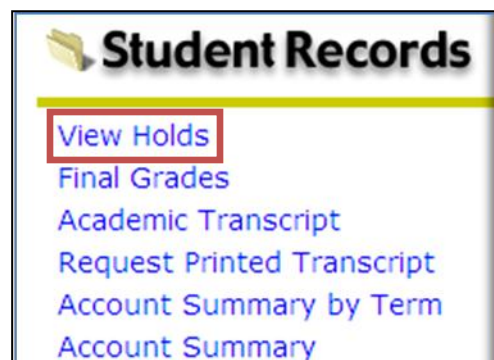 Student Records
View Holds
Final Grades
Academic Transcript
Request Printed Transcript
Account Summary by Term
Account Summary